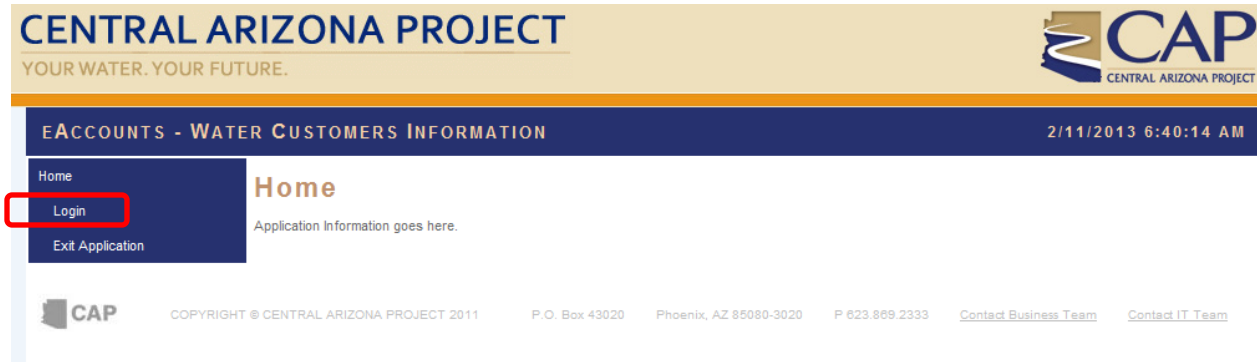 CENTRAL ARIZONA PROJECT
YOUR WATER. YOUR FUTURE.
CAP
CENTRAL ARIZONA PROJECT
EACCOUNTS - WATER CUSTOMERS INFORMATION 2/11/2013 6:40:14 AM
Home
Login
Exit Application
Home
Application Information goes here.
CAP COPYRIGHT © CENTRAL ARIZONA PROJECT 2011 P.O. Box 43020 Phoenix, AZ 85080-3020 P 623.869.2333 Contact Business Team Contact IT Team